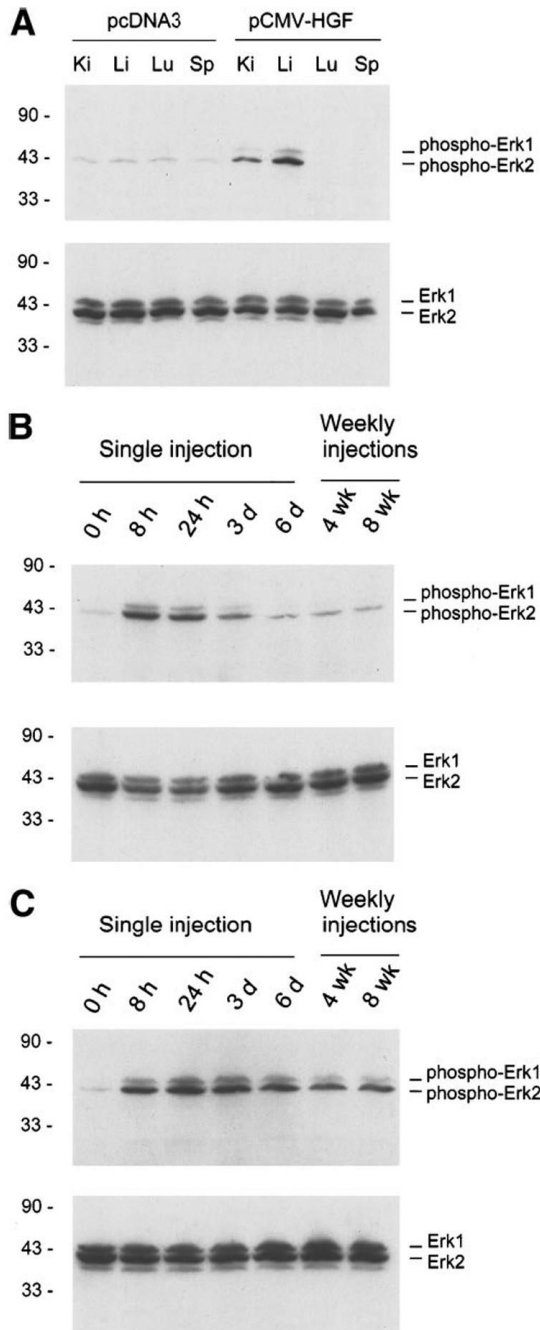 A
pcDNA3 pCMV-HGF
Ki Li Lu Sp Ki Li Lu Sp
90 -
43 - phospho-Erk1
phospho-Erk2
33 -
90 -
43 - Erk1
Erk2
33 -
B
Single injection Weekly injections
0 h 8 h 24 h 3 d 6 d 4 wk 8 wk
90 -
43 - phospho-Erk1
phospho-Erk2
33 -
90 -
Erk1
43 - Erk2
33 -
C
Single injection Weekly injections
0 h 8 h 24 h 3 d 6 d 4 wk 8 wk
90 -
43 - phospho-Erk1
phospho-Erk2
33 -
90 -
43 - Erk1
Erk2
33 -